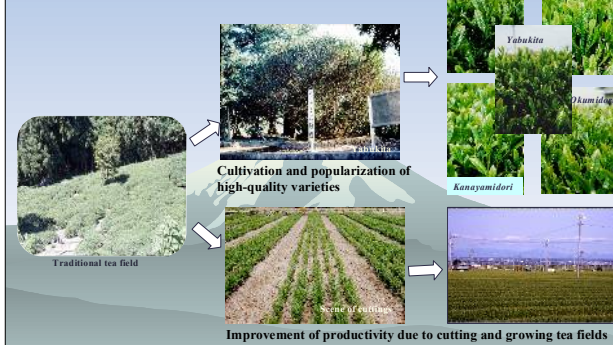 Yabukita
Okumido
Yabukita
Cultivation and popularization of
high-quality varieties
Kanayamidori
Traditional tea field
Scene of cuttings
Improvement of productivity due to cutting and growing tea fields